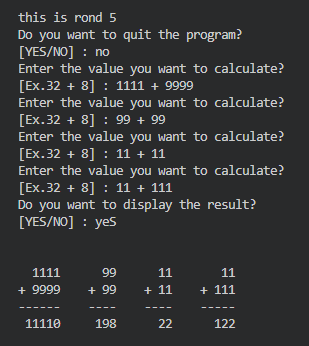 this is rond 5
Do you want to quit the program?
[YES/NO] : no
Enter the value you want to calculate?
[Ex.32 + 8] : 1111 + 9999
Enter the value you want to calculate?
[Ex.32 + 8] : 99 + 99
Enter the value you want to calculate?
[Ex.32 + 8] : 11 + 11
Enter the value you want to calculate?
[Ex.32 + 8] : 11 + 111
Do you want to display the result?
[YES/NO] : yeS
  1111      99      11       11
+ 9999    + 99    + 11    + 111
------    ----    ----    -----
 11110     198      22      122